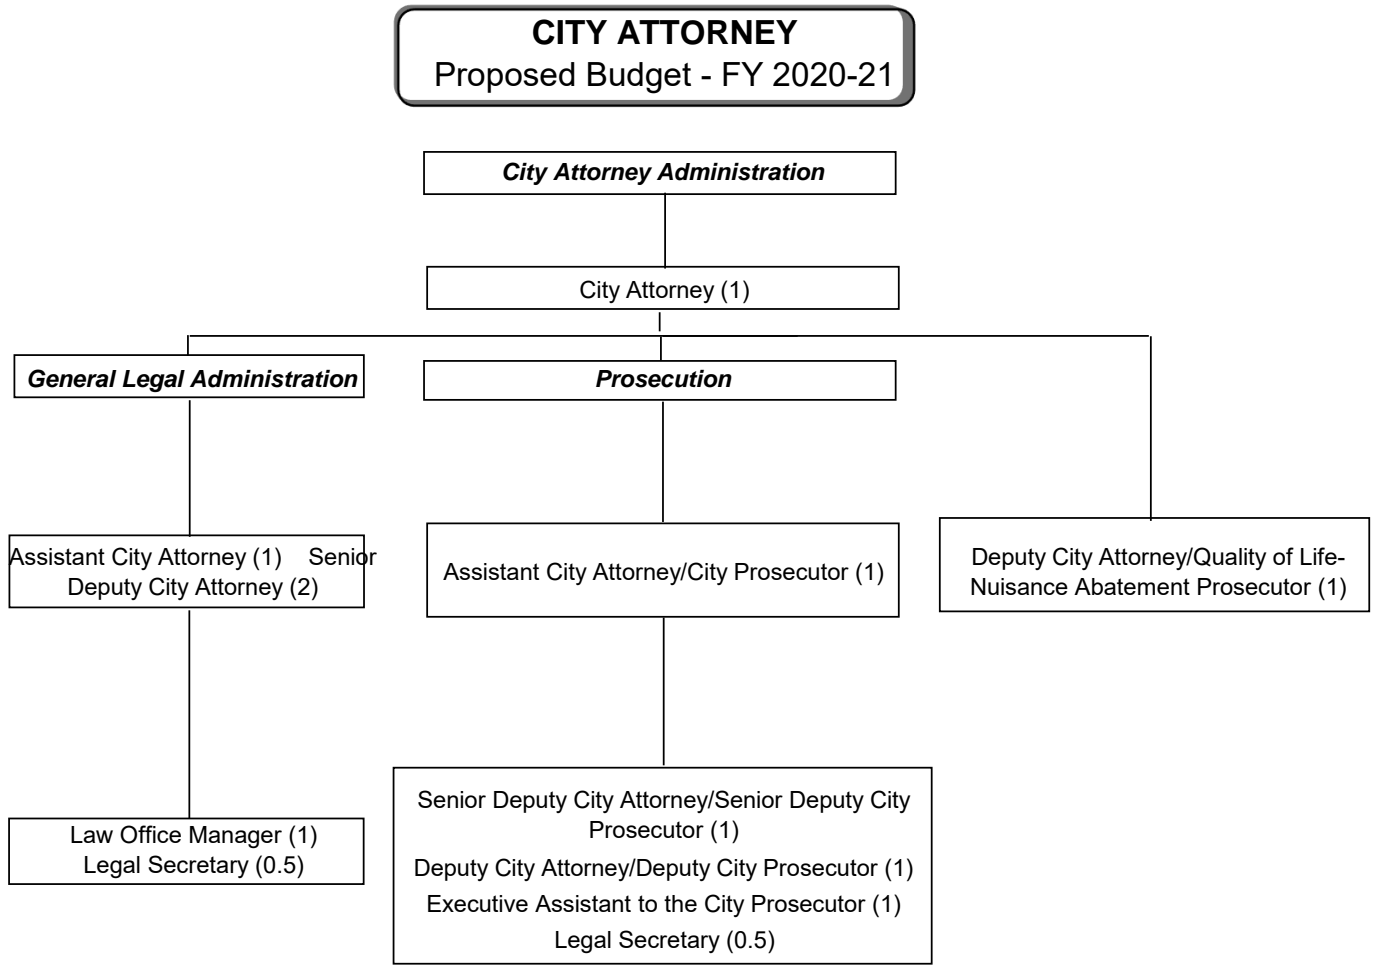 CITY ATTORNEY
Proposed Budget - FY 2020-21
City Attorney Administration
City Attorney (1)
General Legal Administration
Prosecution
Assistant City Attorney (1) Senior
Deputy City Attorney (2)
Assistant City Attorney/City Prosecutor (1)
Deputy City Attorney/Quality of Life-
Nuisance Abatement Prosecutor (1)
Law Office Manager (1)
Legal Secretary (0.5)
Senior Deputy City Attorney/Senior Deputy City
Prosecutor (1)
Deputy City Attorney/Deputy City Prosecutor (1)
Executive Assistant to the City Prosecutor (1)
Legal Secretary (0.5)